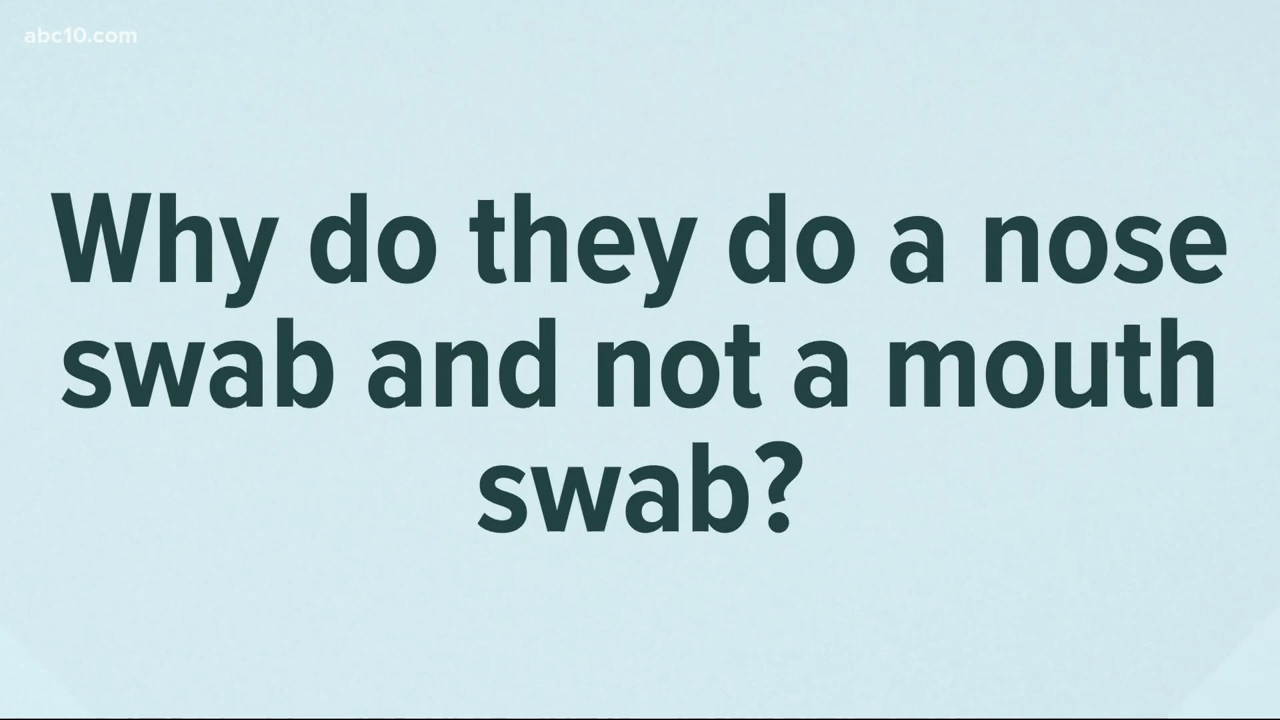 abc10.com
Why do they do a nose
swab and not a mouth
swab?